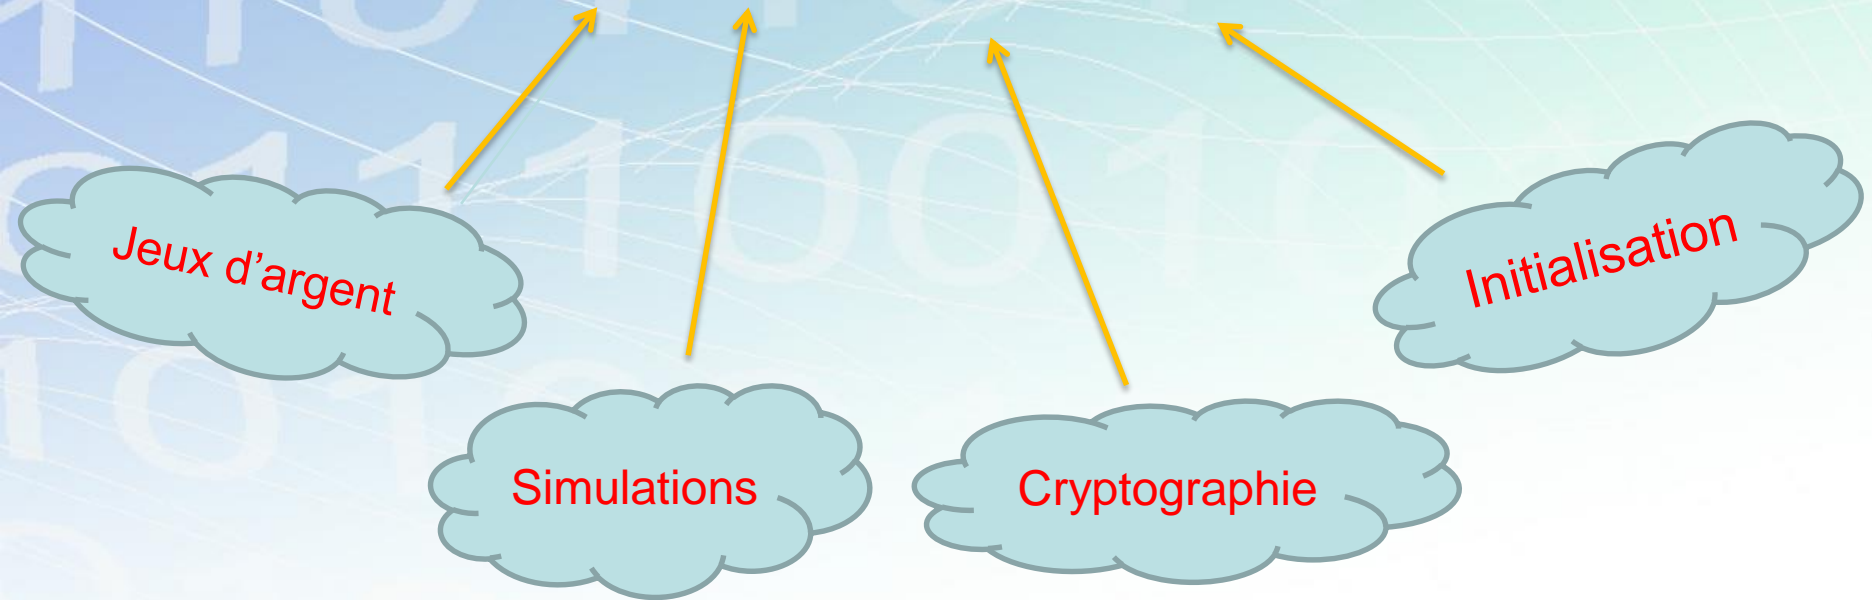 Jeux d'argent
Initialisation
Simulations
Cryptographie